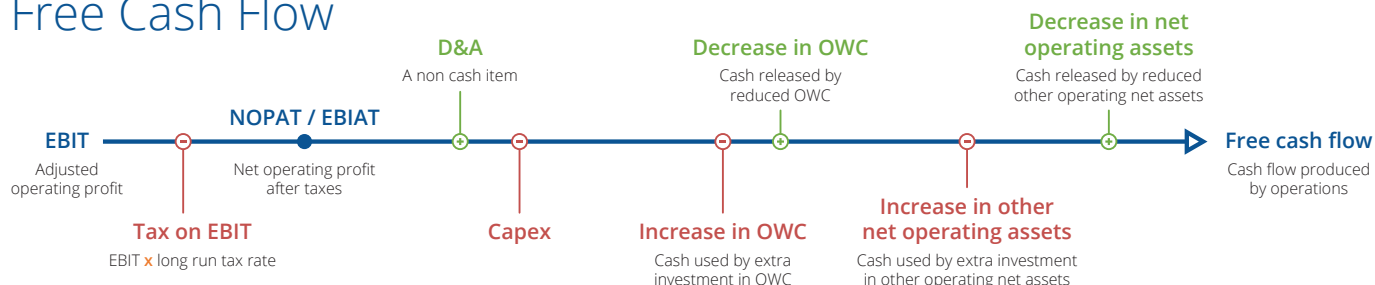 Free Cash Flow
EBIT
Adjusted
operating profit
Tax on EBIT
EBIT x long run tax rate
NOPAT / EBIAT
Net operating profit
after taxes
D&A
A non cash item
Capex
Increase in OWC
Cash used by extra
investment in OWC
Decrease in OWC
Cash released by
reduced OWC
Increase in other
net operating assets
Cash used by extra investment
in other operating net assets
Decrease in net
operating assets
Cash released by reduced
other operating net assets
Free cash flow
Cash flow produced
by operations